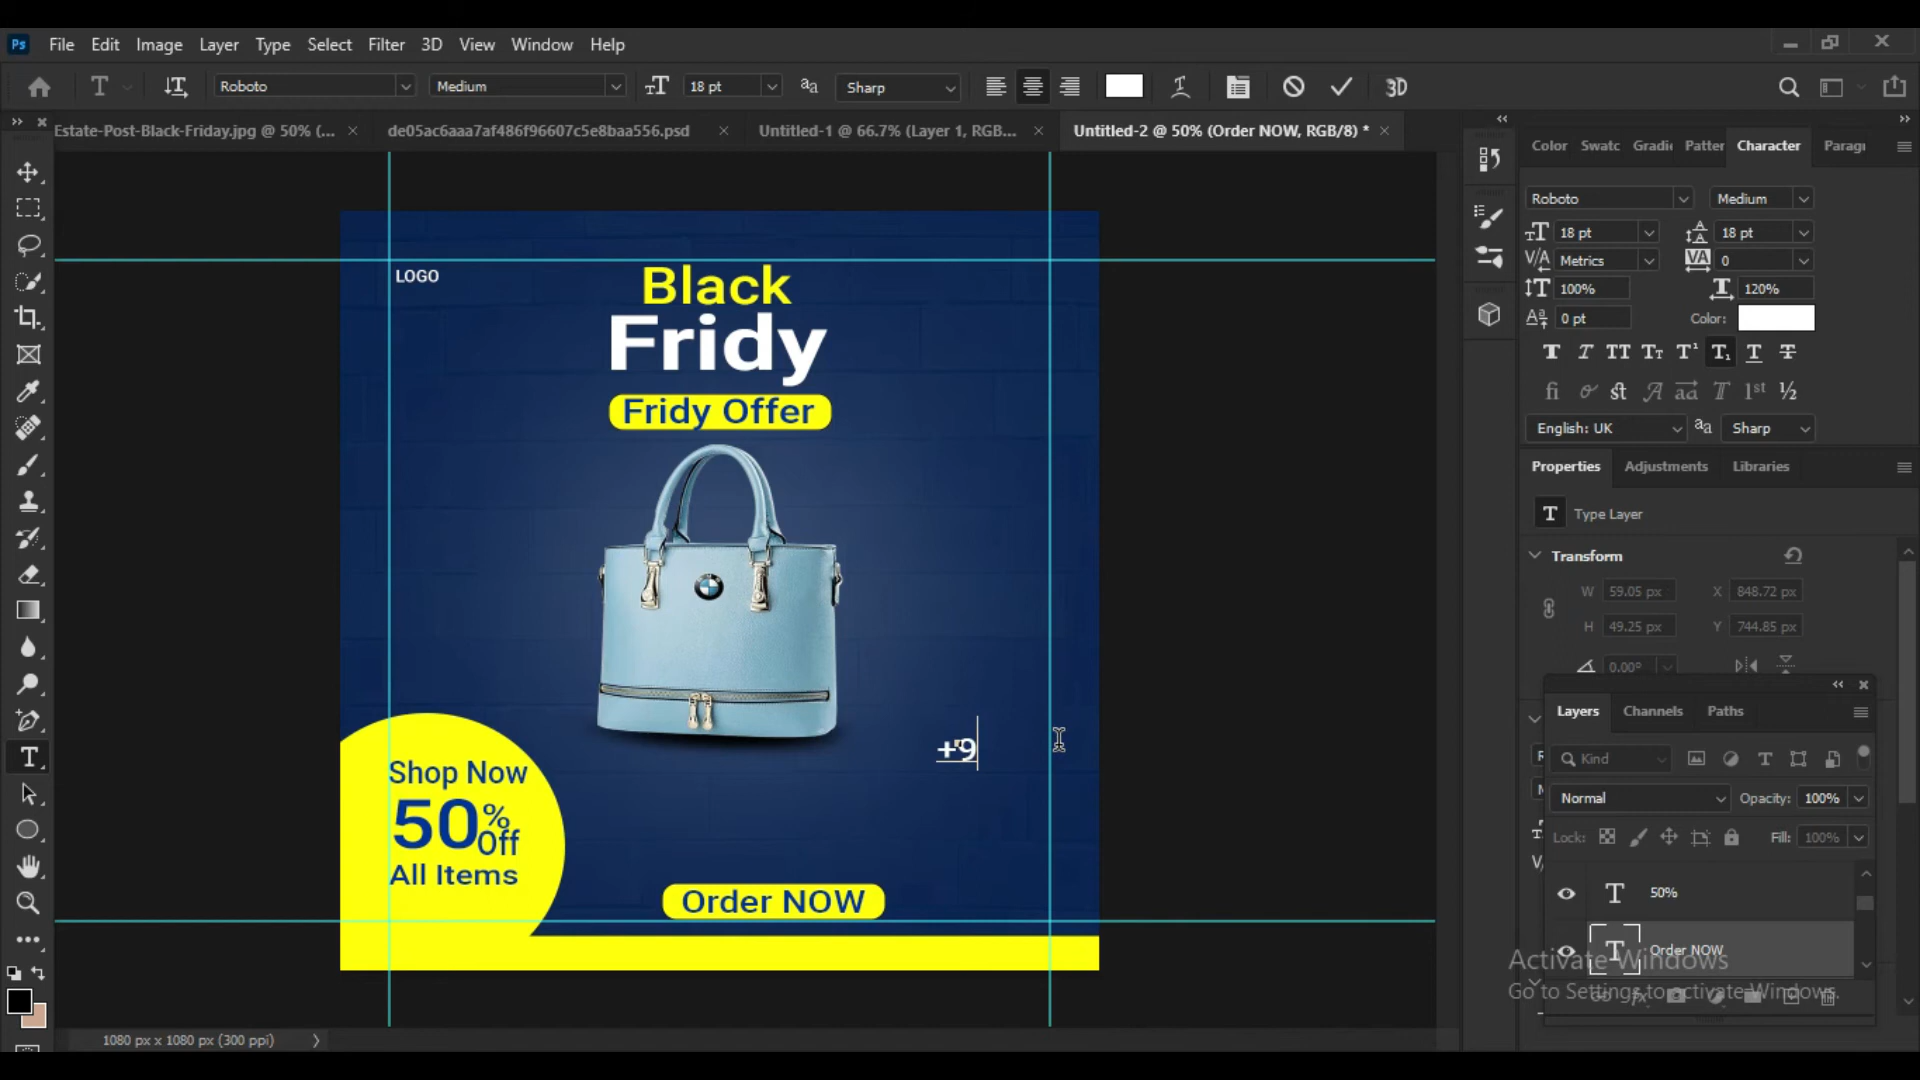 Ps File Edit Image Layer Type Select Filter 3D View Window Help
Roboto Medium 18 pt Sharp 3D
Estate-Post-Black-Friday.jpg @ 50% (... × de05ac6aaa7af486f96607c5e8baa556.psd × Untitled-1 @ 66.7% (Layer 1, RGB... × Untitled-2 @ 50% (Order NOW, RGB/8) * ×
LOGO
Black
Fridy
Fridy Offer
+9
Shop Now
50%
Off
All Items
Order NOW
1080 px x 1080 px (300 ppi)
Color Swatc Gradie Patter Character Paragr
Roboto Medium
18 pt 18 pt
Metrics 0
100% 120%
0 pt Color:
English: UK Sharp
Properties Adjustments Libraries
Type Layer
Transform
W 59.05 px X 848.72 px
H 49.25 px Y 744.85 px
0.00°
Layers Channels Paths
Kind
Normal Opacity: 100%
Lock: Fill: 100%
50%
Order NOW
Activate Windows
Go to Settings to activate Windows.